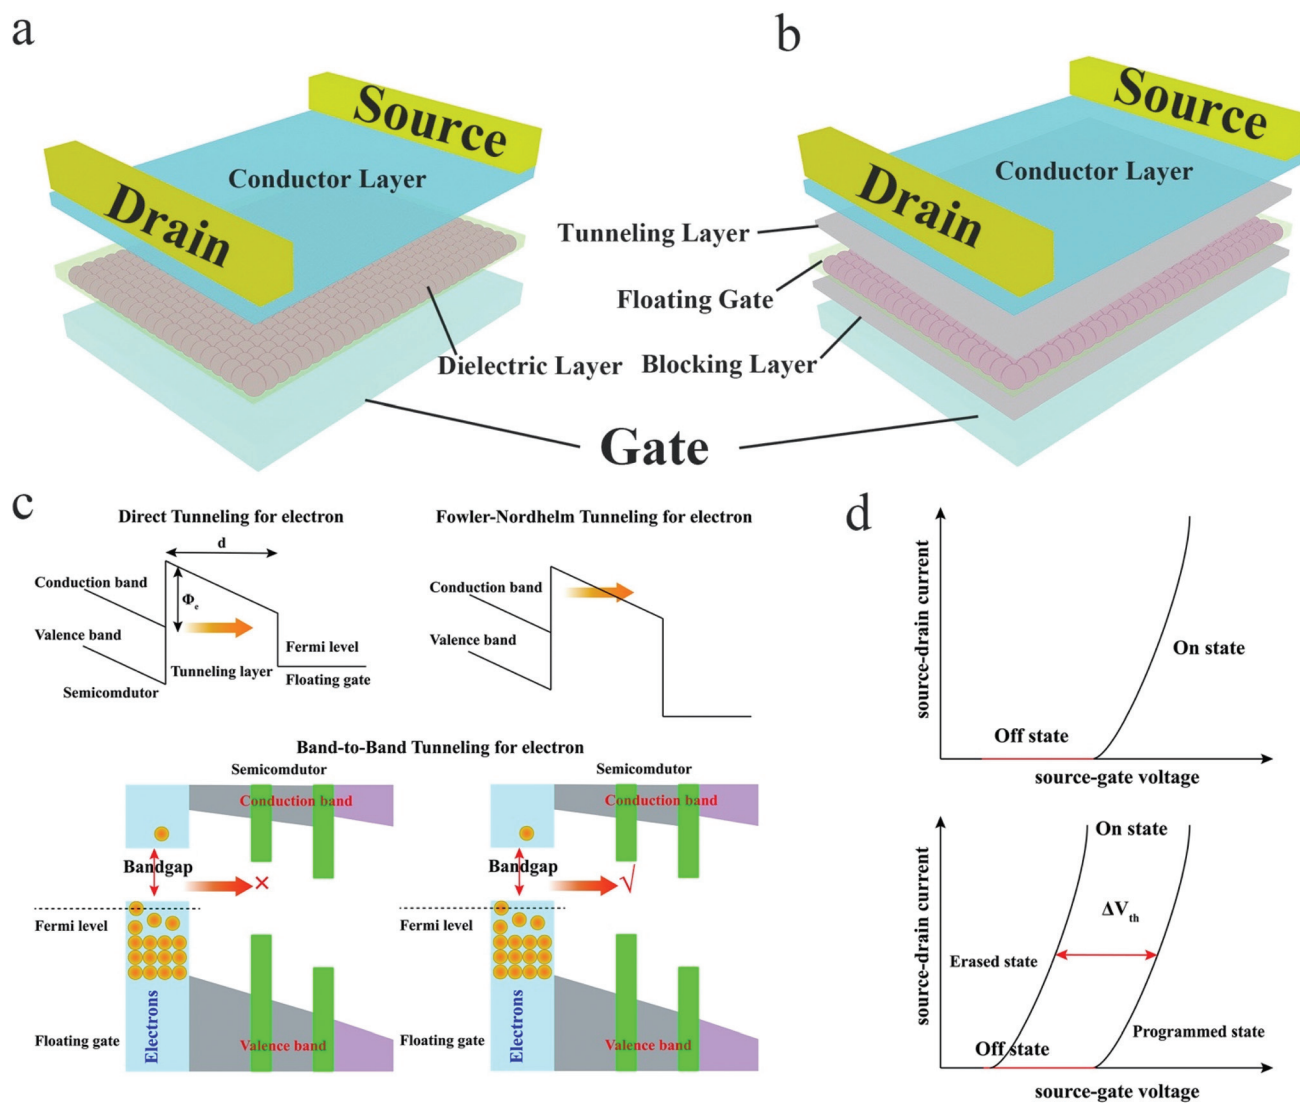 a
b
Source
Drain
Conductor Layer
Source
Drain
Conductor Layer
Tunneling Layer
Floating Gate
Dielectric Layer
Blocking Layer
Gate
c
Direct Tunneling for electron
d
Conduction band
Φe
Valence band
Fermi level
Tunneling layer
Floating gate
Semicomdutor
Fowler-Nordhelm Tunneling for electron
Conduction band
Valence band
Band-to-Band Tunneling for electron
Semicomdutor
Conduction band
Bandgap
×
Fermi level
Electrons
Floating gate
Valence band
Semicomdutor
Conduction band
Bandgap
√
Fermi level
Electrons
Floating gate
Valence band
d
source-drain current
On state
Off state
source-gate voltage
source-drain current
On state
ΔVth
Erased state
Programmed state
Off state
source-gate voltage